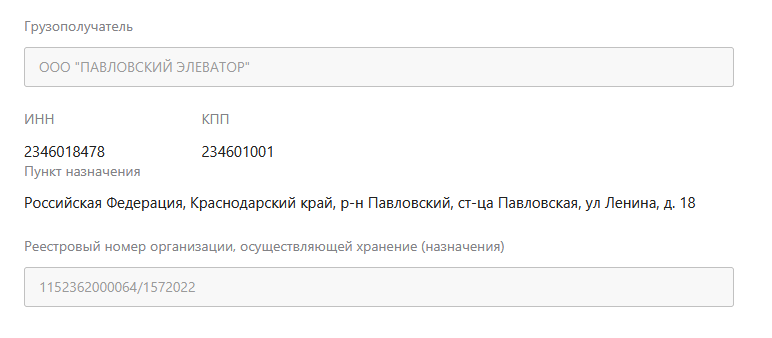 Грузополучатель
ООО "ПАВЛОВСКИЙ ЭЛЕВАТОР"
ИНН КПП
2346018478 234601001
Пункт назначения
Российская Федерация, Краснодарский край, р-н Павловский, ст-ца Павловская, ул Ленина, д. 18
Реестровый номер организации, осуществляющей хранение (назначения)
1152362000064/1572022